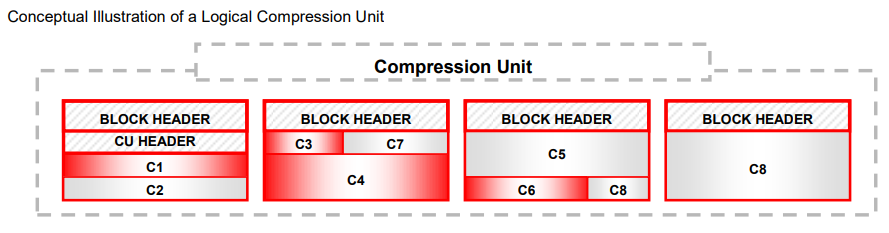 Conceptual Illustration of a Logical Compression Unit
Compression Unit
BLOCK HEADER
CU HEADER
C1
C2
BLOCK HEADER
C3 C7
C4
BLOCK HEADER
C5
C6 C8
BLOCK HEADER
C8